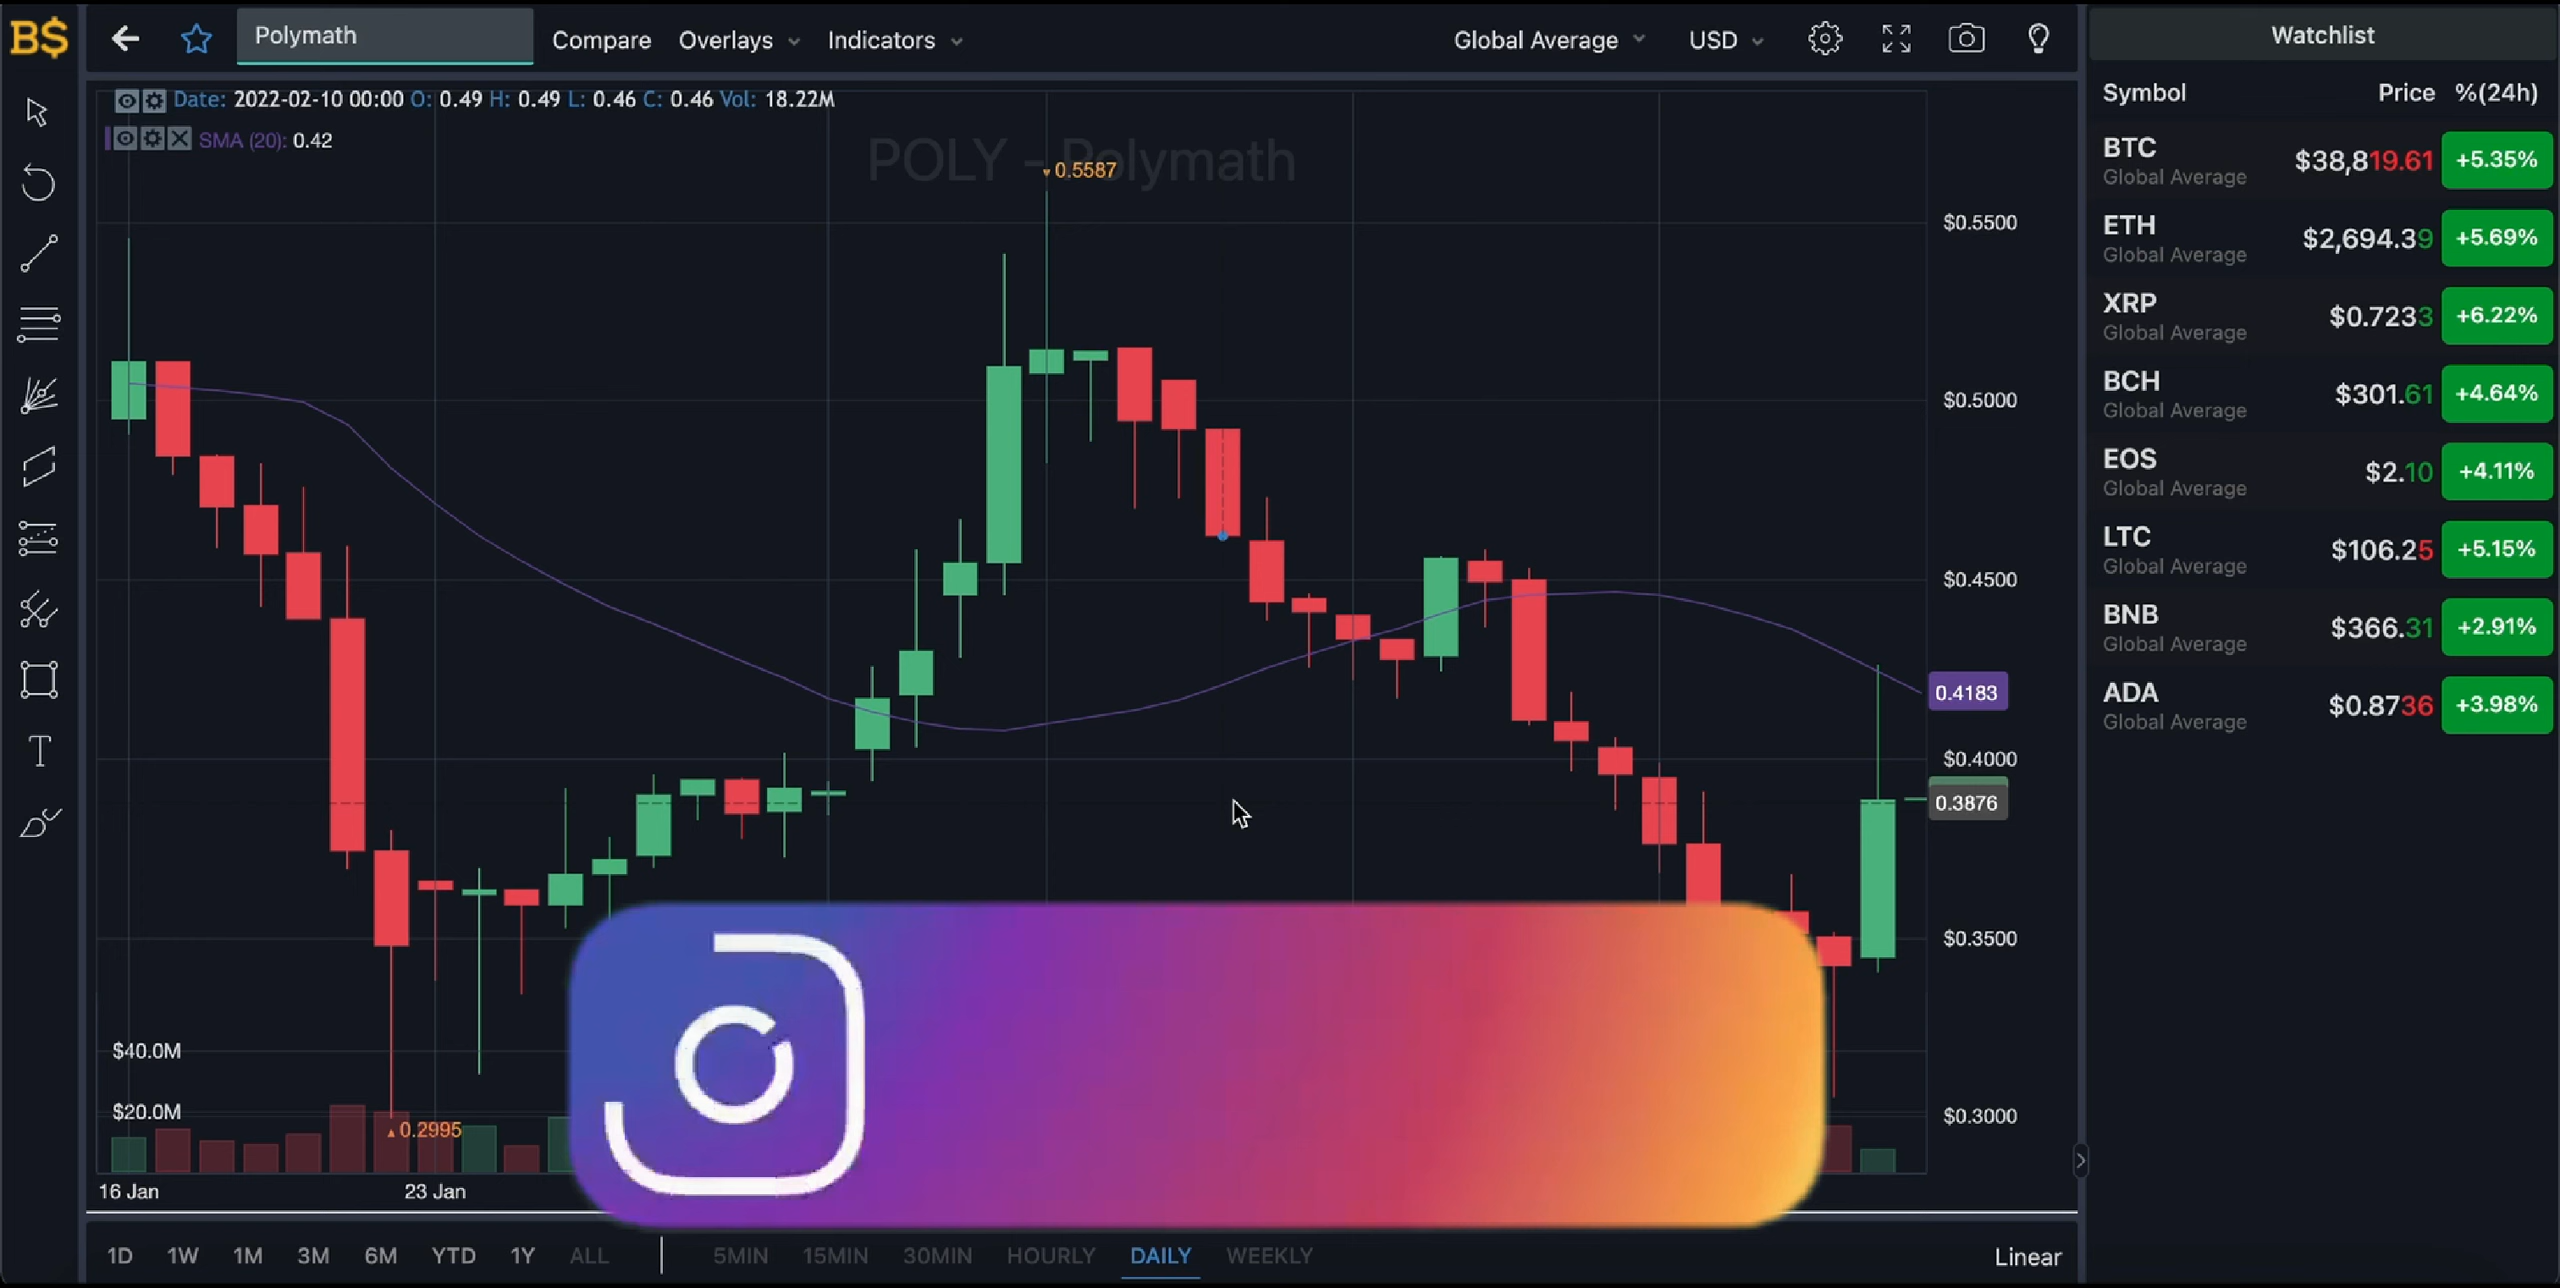 B$
Polymath
Compare
Overlays
Indicators
Global Average
USD
Watchlist
Date: 2022-02-10 00:00 O: 0.49 H: 0.49 L: 0.46 C: 0.46 Vol: 18.22M
SMA (20): 0.42
POLY - Polymath
0.5587
$0.5500
$0.5000
$0.4500
0.4183
$0.4000
0.3876
$0.3500
$0.3000
$40.0M
$20.0M
0.2995
16 Jan
23 Jan
Symbol Price %(24h)
BTC $38,819.61 +5.35%
Global Average
ETH $2,694.39 +5.69%
Global Average
XRP $0.7233 +6.22%
Global Average
BCH $301.61 +4.64%
Global Average
EOS $2.10 +4.11%
Global Average
LTC $106.25 +5.15%
Global Average
BNB $366.31 +2.91%
Global Average
ADA $0.8736 +3.98%
Global Average
T
1D 1W 1M 3M 6M YTD 1Y ALL 5MIN 15MIN 30MIN HOURLY DAILY WEEKLY Linear